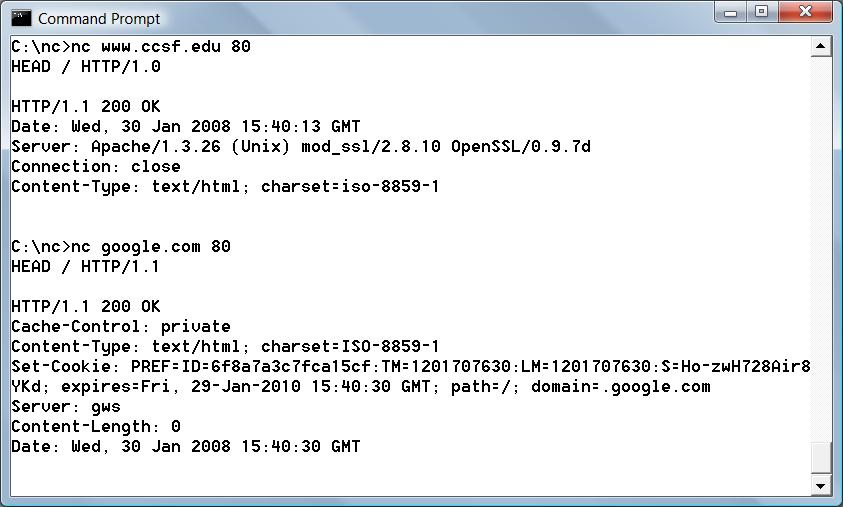 Command Prompt
C:\nc>nc www.ccsf.edu 80
HEAD / HTTP/1.0
HTTP/1.1 200 OK
Date: Wed, 30 Jan 2008 15:40:13 GMT
Server: Apache/1.3.26 (Unix) mod_ssl/2.8.10 OpenSSL/0.9.7d
Connection: close
Content-Type: text/html; charset=iso-8859-1
C:\nc>nc google.com 80
HEAD / HTTP/1.1
HTTP/1.1 200 OK
Cache-Control: private
Content-Type: text/html; charset=ISO-8859-1
Set-Cookie: PREF=ID=6f8a7a3c7fca15cf:TM=1201707630:LM=1201707630:S=Ho-zwH728Air8
YKd; expires=Fri, 29-Jan-2010 15:40:30 GMT; path=/; domain=.google.com
Server: gws
Content-Length: 0
Date: Wed, 30 Jan 2008 15:40:30 GMT